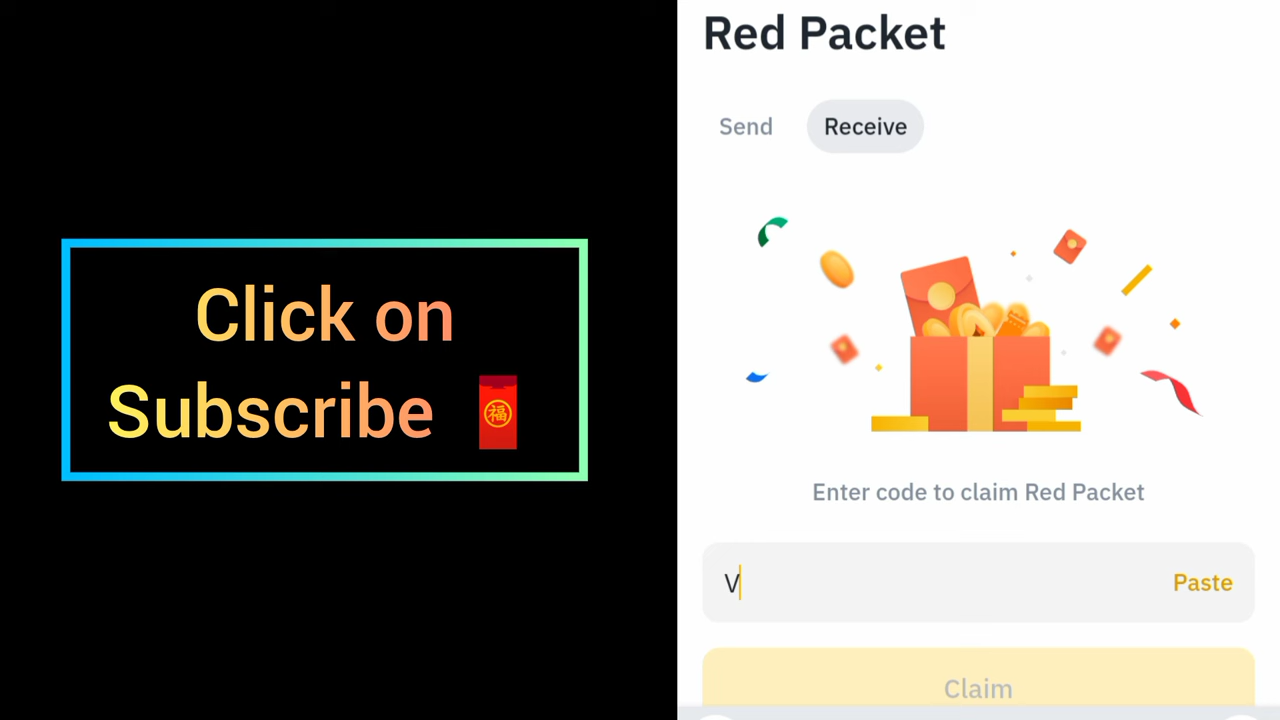 Click on
Subscribe 🧧
福
Red Packet
Send
Receive
Enter code to claim Red Packet
V
Paste
Claim